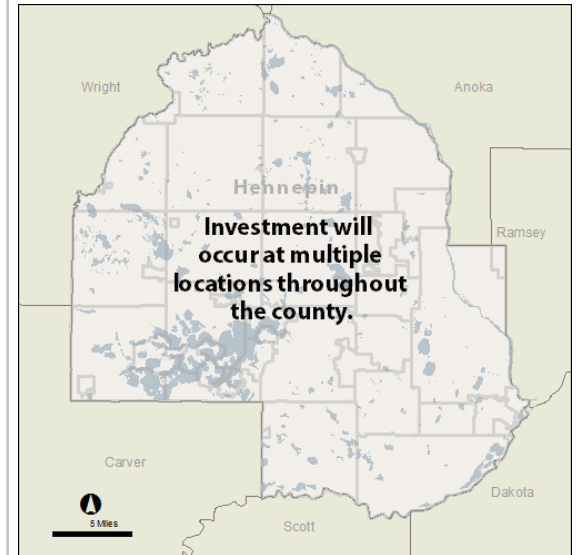 Wright
Anoka
Hennepin
Investment will
occur at multiple
locations throughout
the county.
Ramsey
Carver
Dakota
Scott
5 Miles